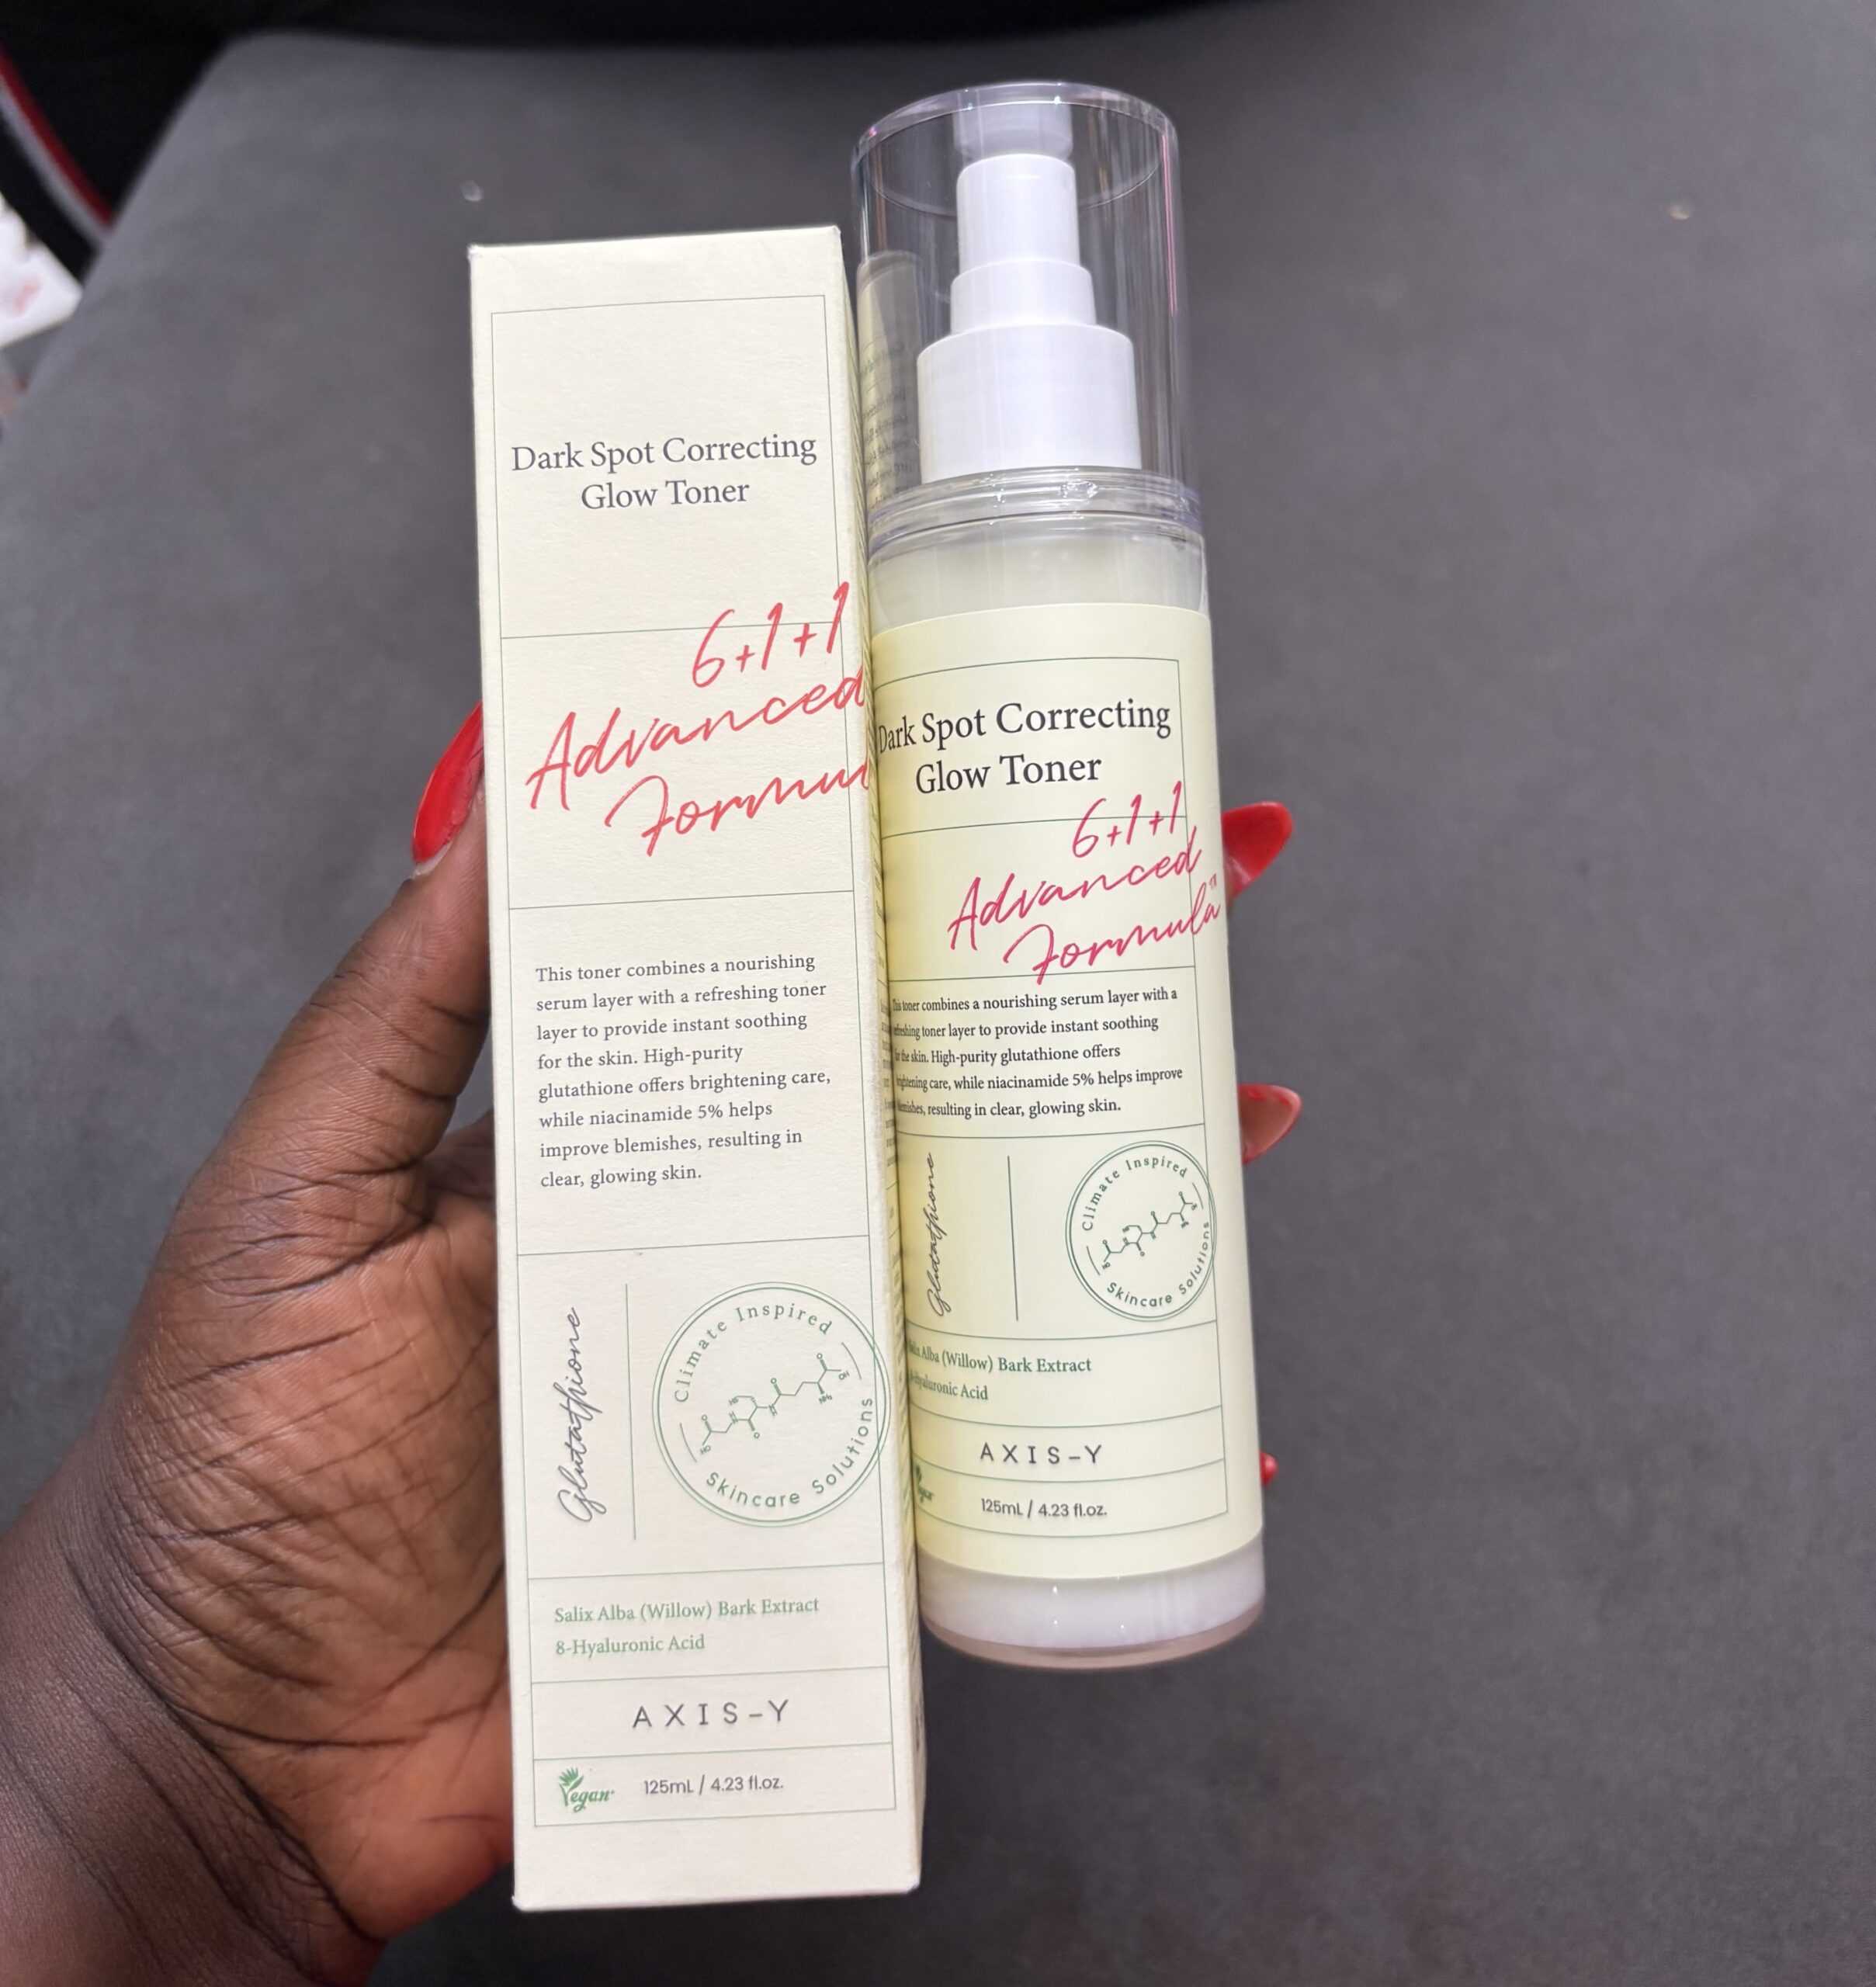 Dark Spot Correcting
Glow Toner
6+1+1
Advanced
Formul
This toner combines a nourishing
serum layer with a refreshing toner
layer to provide instant soothing
for the skin. High-purity
glutathione offers brightening care,
while niacinamide 5% helps
improve blemishes, resulting in
clear, glowing skin.
Glutathione
Climate Inspired
Skincare Solutions
Salix Alba (Willow) Bark Extract
8-Hyaluronic Acid
AXIS-Y
Vegan
125mL / 4.23 fl.oz.
Dark Spot Correcting
Glow Toner
6+1+1
Advanced
Formula™
This toner combines a nourishing serum layer with a
refreshing toner layer to provide instant soothing
for the skin. High-purity glutathione offers
brightening care, while niacinamide 5% helps improve
blemishes, resulting in clear, glowing skin.
Glutathione
Climate Inspired
Skincare Solutions
Alba (Willow) Bark Extract
Hyaluronic Acid
AXIS-Y
125mL / 4.23 fl.oz.